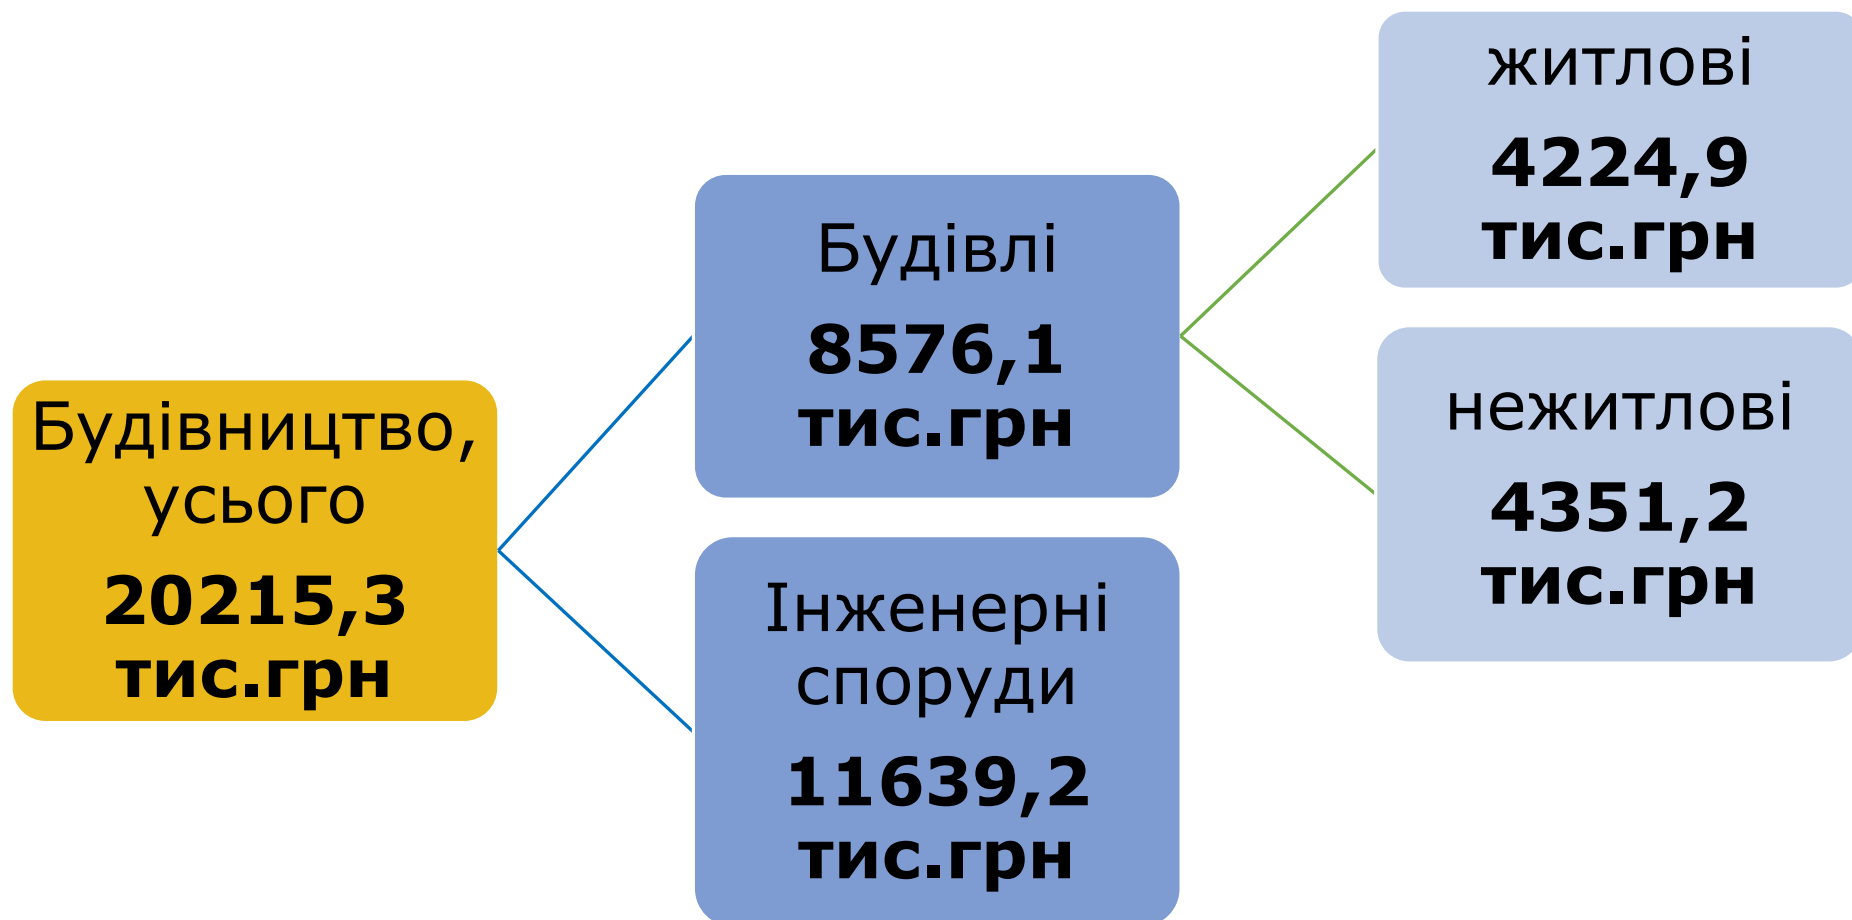 Будівництво,
усього
20215,3
тис.грн
Будівлі
8576,1
тис.грн
Інженерні
споруди
11639,2
тис.грн
житлові
4224,9
тис.грн
нежитлові
4351,2
тис.грн